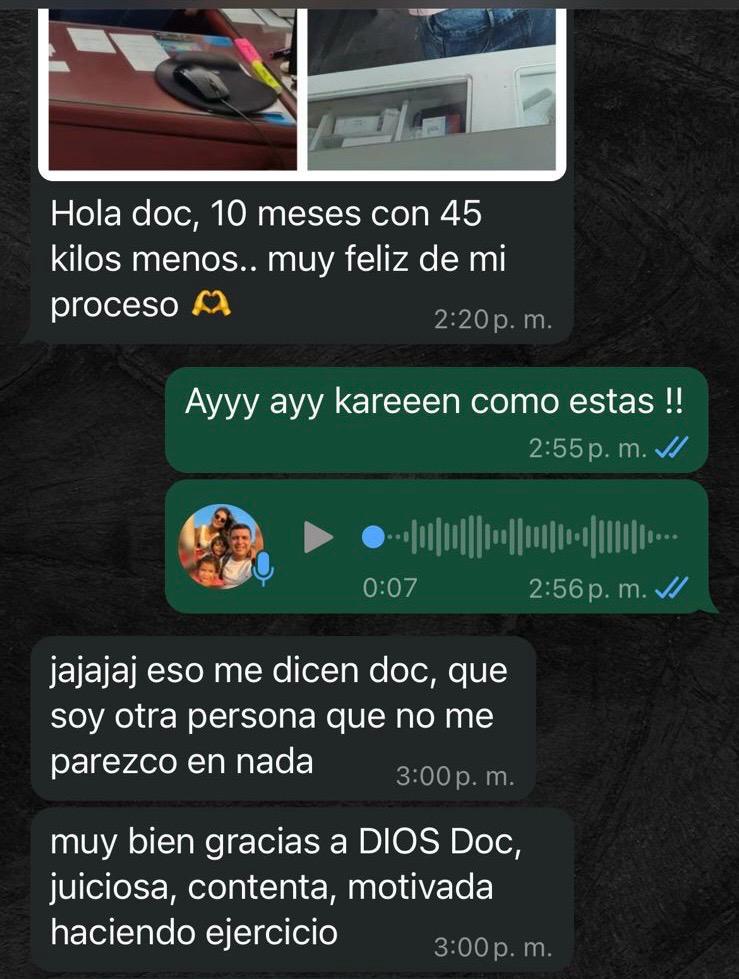 Hola doc, 10 meses con 45
kilos menos.. muy feliz de mi
proceso 🫶
2:20 p. m.
Ayyy ayy kareeen como estas !!
2:55 p. m.
0:07
2:56 p. m.
jajajaj eso me dicen doc, que
soy otra persona que no me
parezco en nada
3:00 p. m.
muy bien gracias a DIOS Doc,
juiciosa, contenta, motivada
haciendo ejercicio
3:00 p. m.